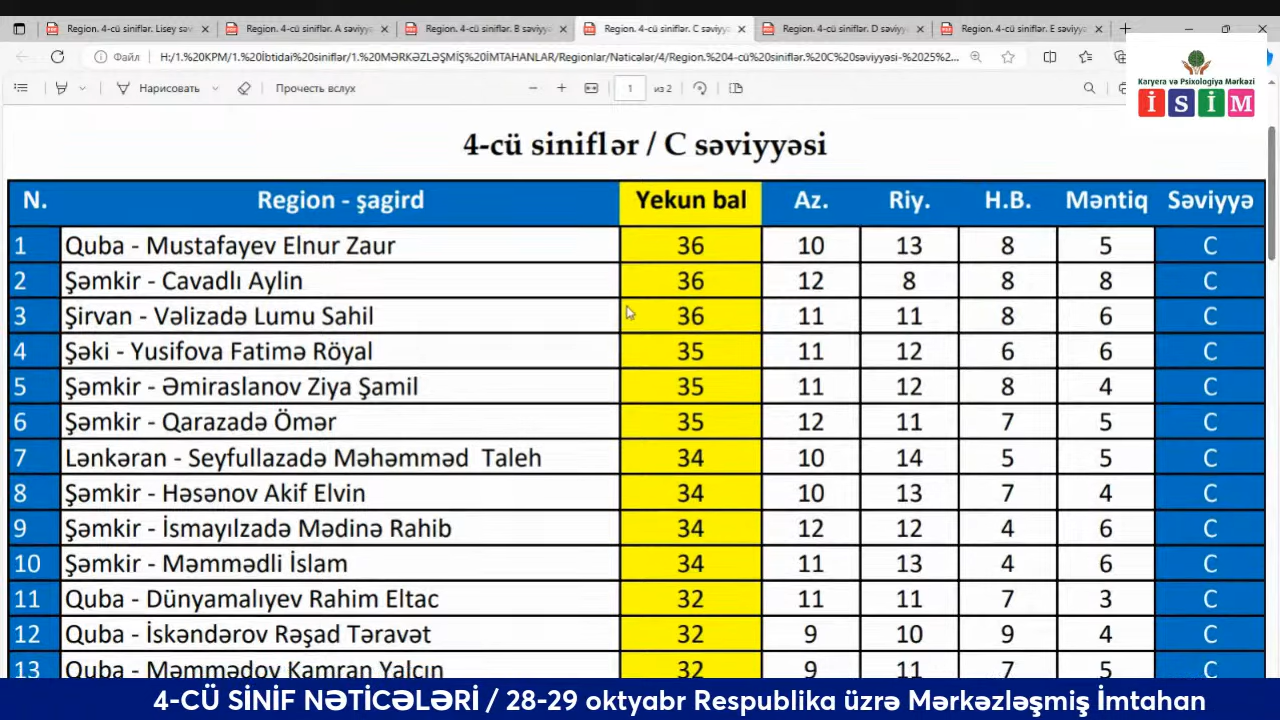 Region. 4-cü siniflər. Lisey səv
Region. 4-cü siniflər. A səviyyə
Region. 4-cü siniflər. B səviyy
Region. 4-cü siniflər. C səviyy
Region. 4-cü siniflər. D səviyy
Region. 4-cü siniflər. E səviyy
Файл
H:/1.%20KPM/1.%20İbtidai%20siniflər/1.%20MƏRKƏZLƏŞMİŞ%20İMTAHANLAR/Regionlar/Nəticələr/4/Region.%204-cü%20siniflər.%20C%20səviyyəsi-%2025%2...
Нарисовать
Прочесть вслух
1 из 2
Karyera və Psixologiya Mərkəzi
İSİM
4-cü siniflər / C səviyyəsi
N. Region - şagird Yekun bal Az. Riy. H.B. Məntiq Səviyyə
1 Quba - Mustafayev Elnur Zaur 36 10 13 8 5 C
2 Şəmkir - Cavadlı Aylin 36 12 8 8 8 C
3 Şirvan - Vəlizadə Lumu Sahil 36 11 11 8 6 C
4 Şəki - Yusifova Fatimə Röyal 35 11 12 6 6 C
5 Şəmkir - Əmiraslanov Ziya Şamil 35 11 12 8 4 C
6 Şəmkir - Qarazadə Ömər 35 12 11 7 5 C
7 Lənkəran - Seyfullazadə Məhəmməd Taleh 34 10 14 5 5 C
8 Şəmkir - Həsənov Akif Elvin 34 10 13 7 4 C
9 Şəmkir - İsmayılzadə Mədinə Rahib 34 12 12 4 6 C
10 Şəmkir - Məmmədli İslam 34 11 13 4 6 C
11 Quba - Dünyamalıyev Rahim Eltac 32 11 11 7 3 C
12 Quba - İskəndərov Rəşad Təravət 32 9 10 9 4 C
13 Quba - Məmmədov Kamran Yalçın 32 9 11 7 5 C
4-CÜ SİNİF NƏTİCƏLƏRİ / 28-29 oktyabr Respublika üzrə Mərkəzləşmiş İmtahan